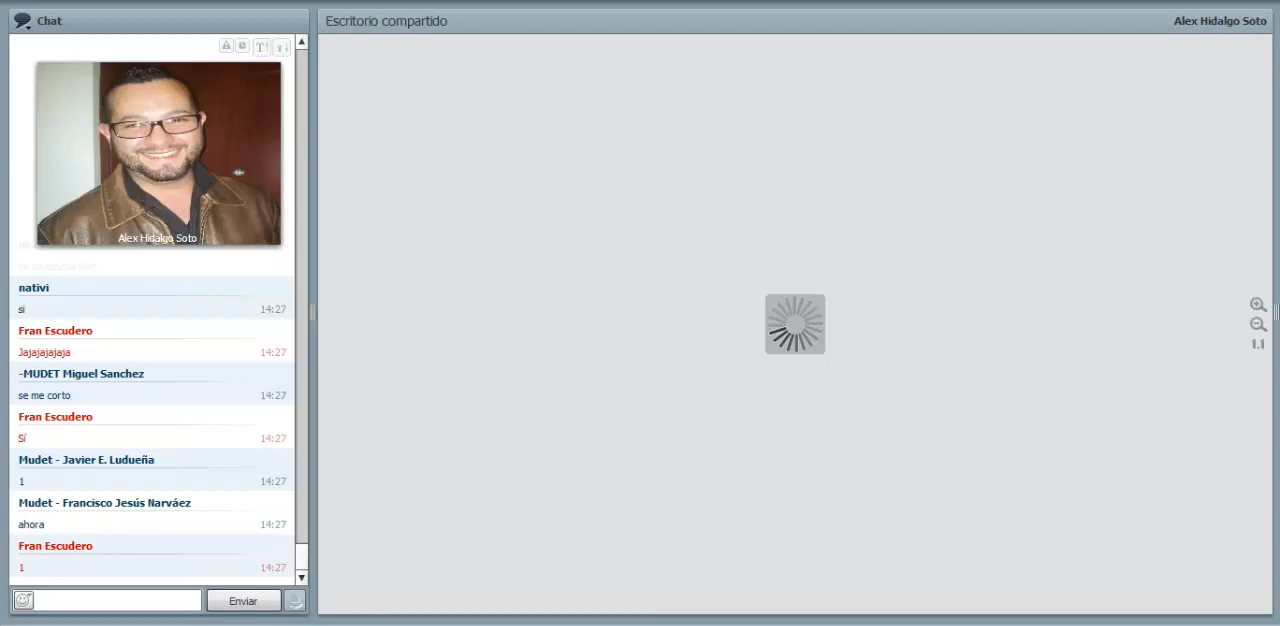 Chat
Escritorio compartido
Alex Hidalgo Soto
Alex Hidalgo Soto
nativi
si 14:27
Fran Escudero
Jajajajajaja 14:27
-MUDET Miguel Sanchez
se me corto 14:27
Fran Escudero
Sí 14:27
Mudet - Javier E. Ludueña
1 14:27
Mudet - Francisco Jesús Narváez
ahora 14:27
Fran Escudero
1 14:27
Enviar
1.1